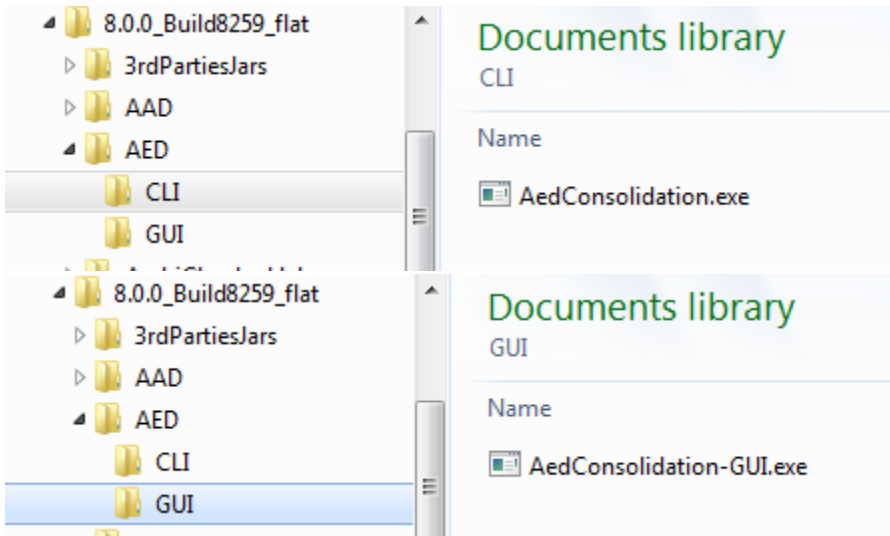 8.0.0_Build8259_flat
3rdPartiesJars
AAD
AED
CLI
GUI
Documents library
CLI
Name
AedConsolidation.exe
8.0.0_Build8259_flat
3rdPartiesJars
AAD
AED
CLI
GUI
Documents library
GUI
Name
AedConsolidation-GUI.exe